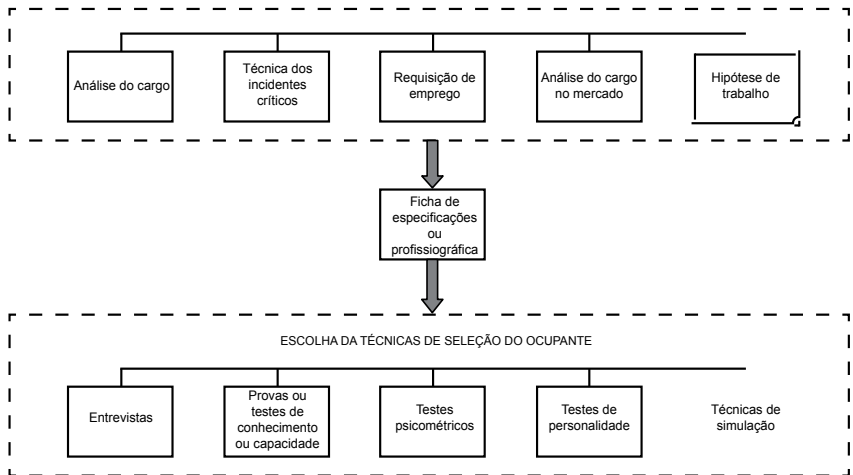 Análise do cargo
Técnica dos
incidentes
críticos
Requisição de
emprego
Análise do cargo
no mercado
Hipótese de
trabalho
Ficha de
especificações
ou
profissiográfica
ESCOLHA DA TÉCNICAS DE SELEÇÃO DO OCUPANTE
Entrevistas
Provas ou
testes de
conhecimento
ou capacidade
Testes
psicométricos
Testes de
personalidade
Técnicas de
simulação